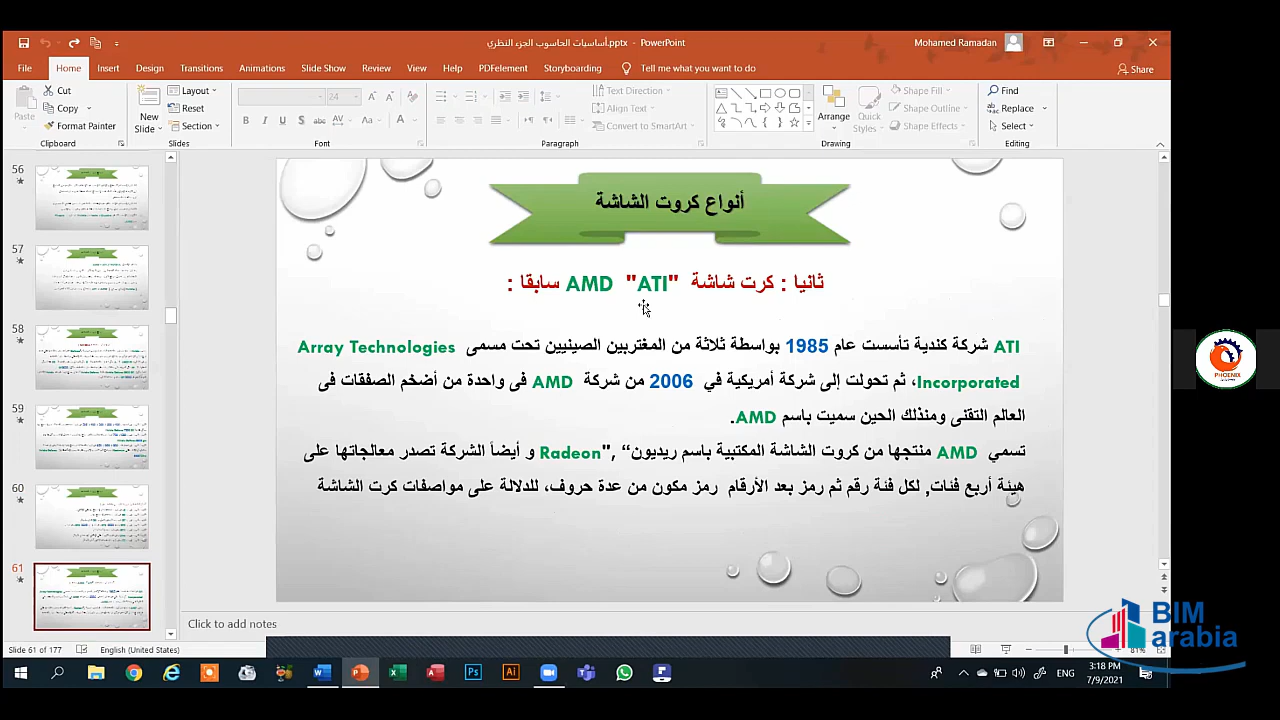 أساسيات الحاسوب الجزء النظري.pptx - PowerPoint
Mohamed Ramadan
File Home Insert Design Transitions Animations Slide Show Review View Help PDFelement Storyboarding Tell me what you want to do
Share
Paste
Cut
Copy
Format Painter
Clipboard
New Slide
Layout
Reset
Section
Slides
24
Font
Text Direction
Align Text
Convert to SmartArt
Paragraph
Arrange
Quick Styles
Shape Fill
Shape Outline
Shape Effects
Drawing
Find
Replace
Select
Editing
56
57
58
59
60
61
أنواع كروت الشاشة
ثانيا : كرت شاشة "ATI" AMD سابقا :
ATI شركة كندية تأسست عام 1985 بواسطة ثلاثة من المغتربين الصينيين تحت مسمى Array Technologies
Incorporated، ثم تحولت إلى شركة أمريكية في 2006 من شركة AMD فى واحدة من أضخم الصفقات فى
العالم التقنى ومنذلك الحين سميت باسم AMD.
تسمي AMD منتجها من كروت الشاشة المكتبية باسم ريديون“ ,"Radeon و أيضاً الشركة تصدر معالجاتها على
هيئة أربع فئات, لكل فئة رقم ثم رمز بعد الأرقام رمز مكون من عدة حروف، للدلالة على مواصفات كرت الشاشة
Click to add notes
Slide 61 of 177 English (United States)
81%
PHOENIX
BIM
arabia
ENG
3:18 PM
7/9/2021